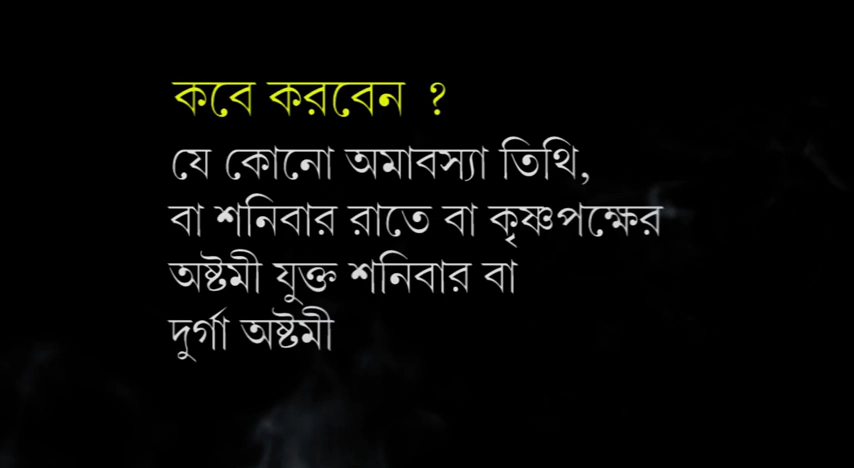 কবে করবেন ?
যে কোনো অমাবস্যা তিথি,
বা শনিবার রাতে বা কৃষ্ণপক্ষের
অষ্টমী যুক্ত শনিবার বা
দুর্গা অষ্টমী